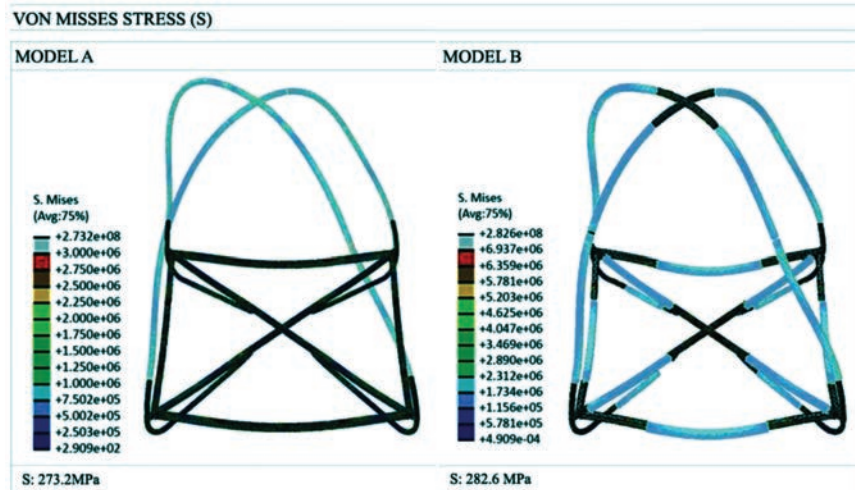 VON MISSES STRESS (S)
MODEL A
MODEL B
S. Mises
(Avg:75%)
+2.732e+08
+3.000e+06
+2.750e+06
+2.500e+06
+2.250e+06
+2.000e+06
+1.750e+06
+1.500e+06
+1.250e+06
+1.000e+06
+7.502e+05
+5.002e+05
+2.503e+05
+2.909e+02
S. Mises
(Avg:75%)
+2.826e+08
+6.937e+06
+6.359e+06
+5.781e+06
+5.203e+06
+4.625e+06
+4.047e+06
+3.469e+06
+2.890e+06
+2.312e+06
+1.734e+06
+1.156e+05
+5.781e+05
+4.909e-04
S: 273.2MPa
S: 282.6 MPa